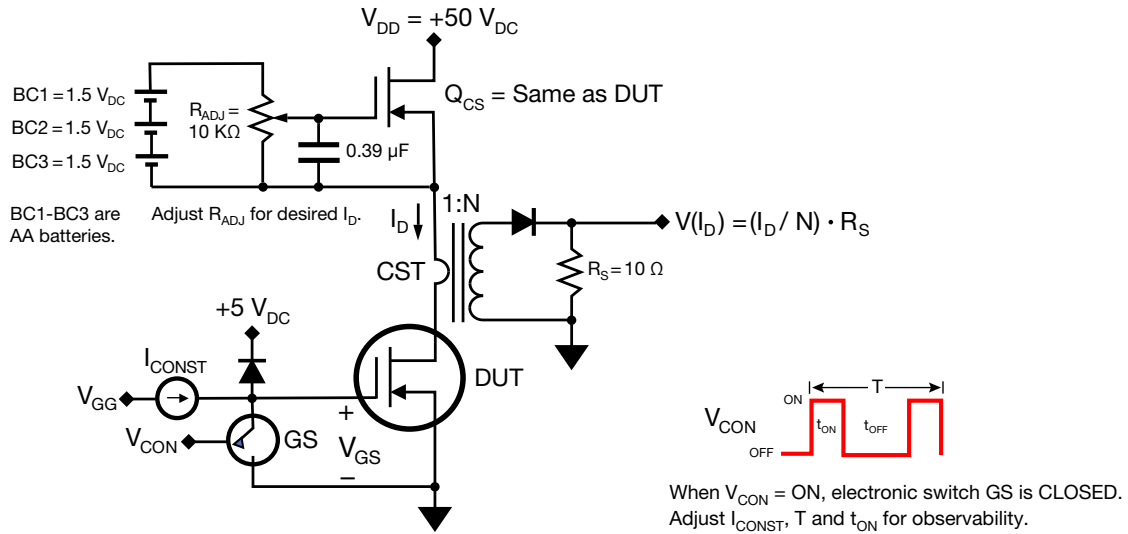 V_DD = +50 V_DC
BC1 = 1.5 V_DC
BC2 = 1.5 V_DC
BC3 = 1.5 V_DC
R_ADJ =
10 KΩ
Q_CS = Same as DUT
0.39 µF
BC1-BC3 are
AA batteries.
Adjust R_ADJ for desired I_D.
I_D
1:N
V(I_D) = (I_D / N) · R_S
CST
R_S = 10 Ω
+5 V_DC
I_CONST
DUT
V_GG
V_CON
GS
+
V_GS
–
T
ON
V_CON
t_ON
t_OFF
OFF
When V_CON = ON, electronic switch GS is CLOSED.
Adjust I_CONST, T and t_ON for observability.